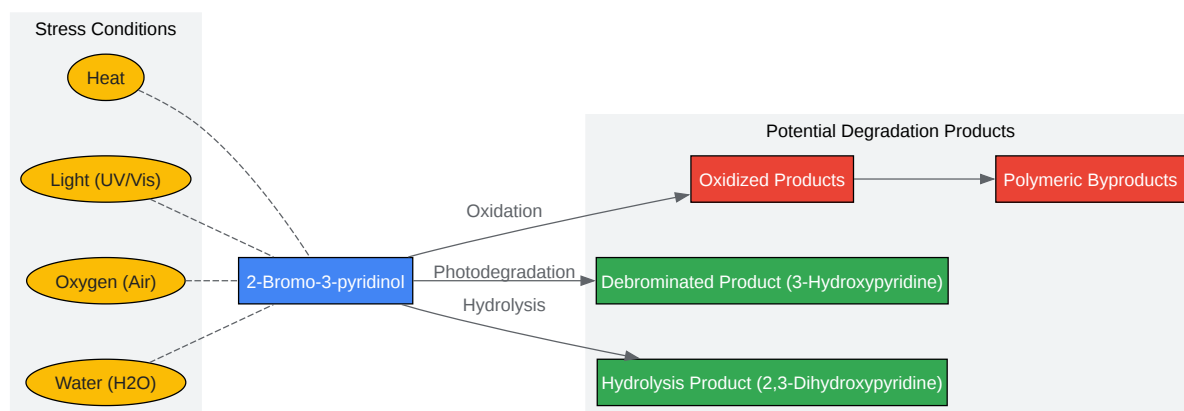 Stress Conditions
Heat
Light (UV/Vis)
Oxygen (Air)
Water (H2O)
2-Bromo-3-pyridinol
Oxidation
Photodegradation
Hydrolysis
Potential Degradation Products
Oxidized Products
Polymeric Byproducts
Debrominated Product (3-Hydroxypyridine)
Hydrolysis Product (2,3-Dihydroxypyridine)